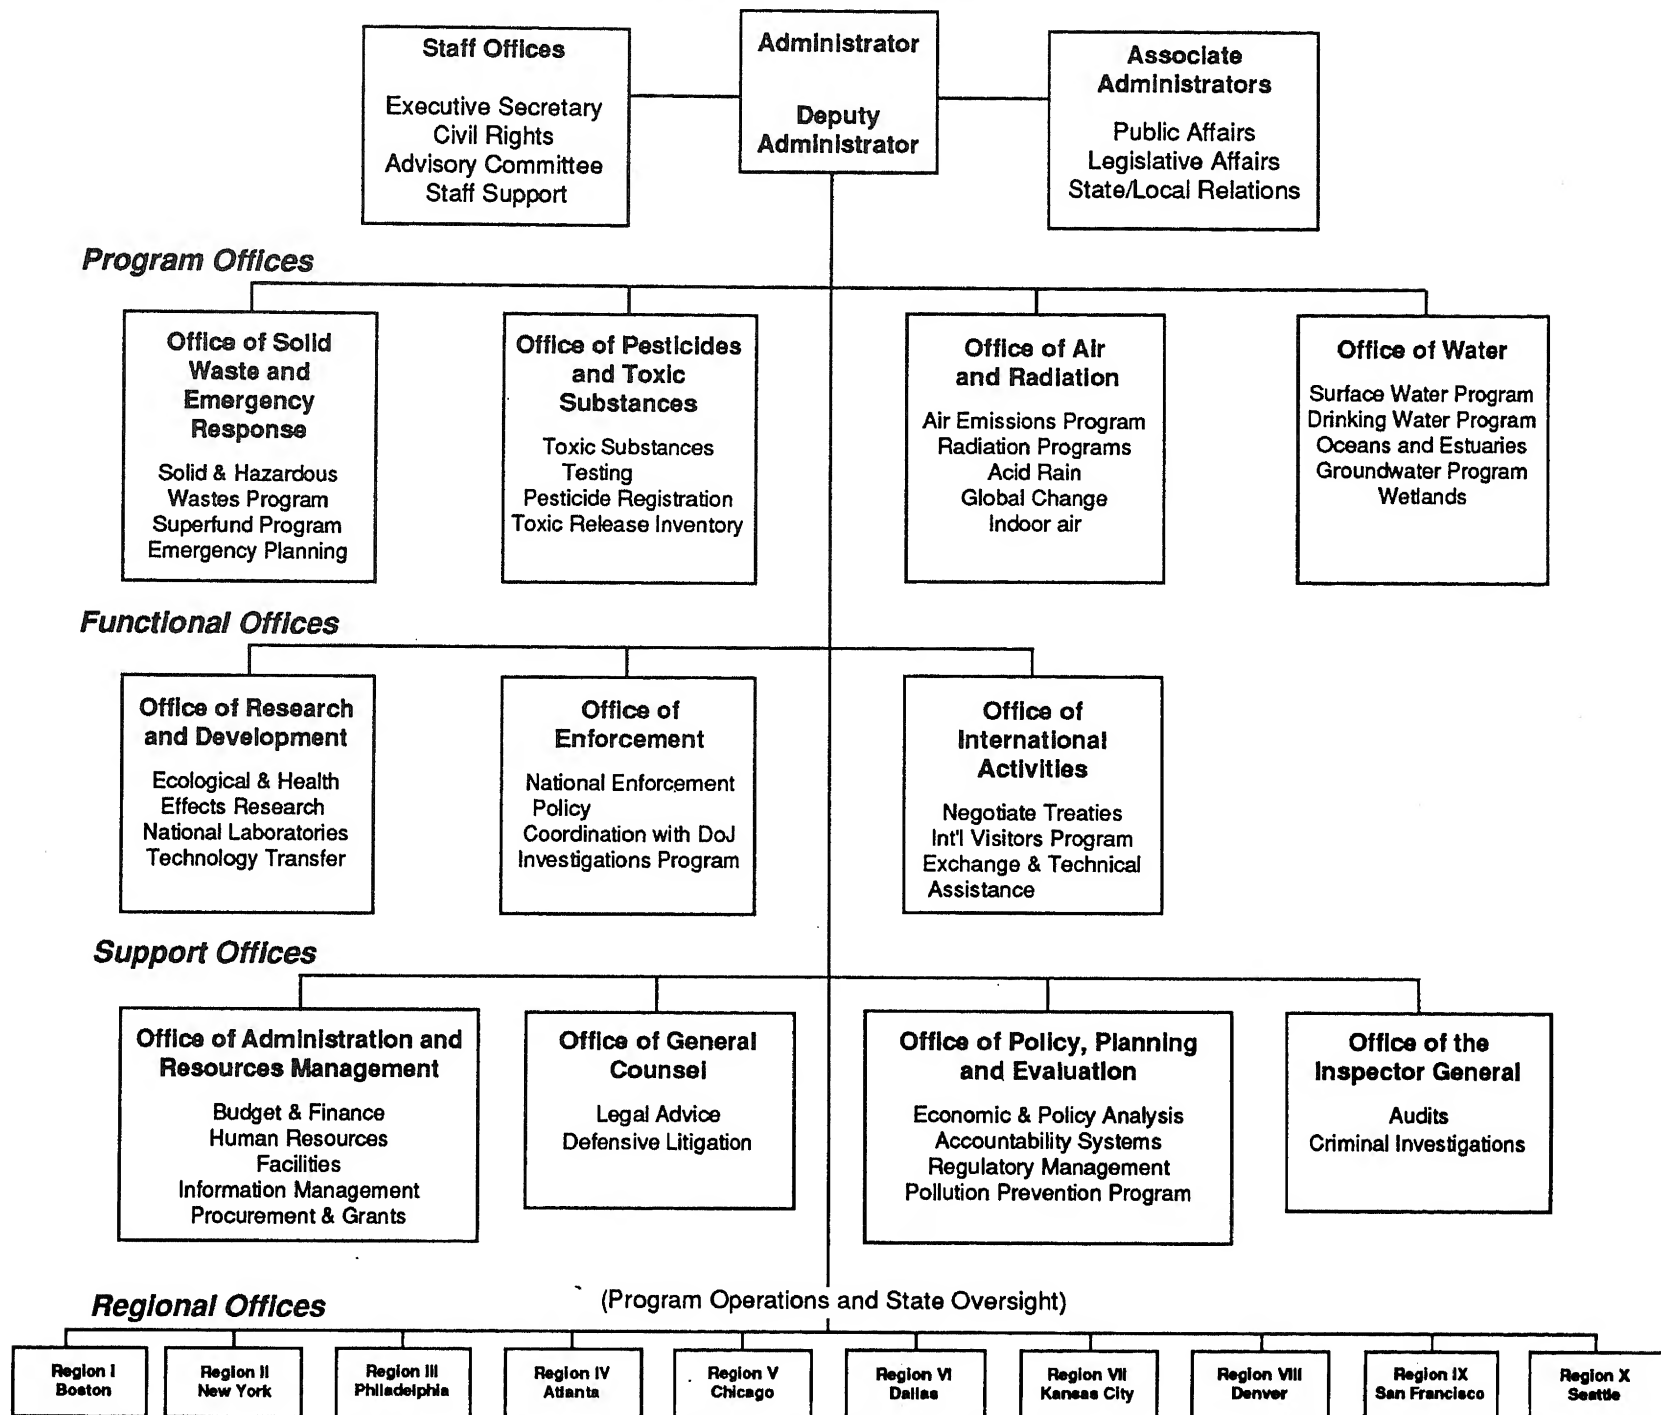 Staff Offices
Executive Secretary
Civil Rights
Advisory Committee
Staff Support
Administrator
Deputy
Administrator
Associate
Administrators
Public Affairs
Legislative Affairs
State/Local Relations
Program Offices
Office of Solid
Waste and
Emergency
Response
Solid & Hazardous
Wastes Program
Superfund Program
Emergency Planning
Office of Pesticides
and Toxic
Substances
Toxic Substances
Testing
Pesticide Registration
Toxic Release Inventory
Office of Air
and Radiation
Air Emissions Program
Radiation Programs
Acid Rain
Global Change
Indoor air
Office of Water
Surface Water Program
Drinking Water Program
Oceans and Estuaries
Groundwater Program
Wetlands
Functional Offices
Office of Research
and Development
Ecological & Health
Effects Research
National Laboratories
Technology Transfer
Office of
Enforcement
National Enforcement
Policy
Coordination with DoJ
Investigations Program
Office of
International
Activities
Negotiate Treaties
Int'l Visitors Program
Exchange & Technical
Assistance
Support Offices
Office of Administration and
Resources Management
Budget & Finance
Human Resources
Facilities
Information Management
Procurement & Grants
Office of General
Counsel
Legal Advice
Defensive Litigation
Office of Policy, Planning
and Evaluation
Economic & Policy Analysis
Accountability Systems
Regulatory Management
Pollution Prevention Program
Office of the
Inspector General
Audits
Criminal Investigations
Regional Offices
(Program Operations and State Oversight)
Region I
Boston
Region II
New York
Region III
Philadelphia
Region IV
Atlanta
Region V
Chicago
Region VI
Dallas
Region VII
Kansas City
Region VIII
Denver
Region IX
San Francisco
Region X
Seattle